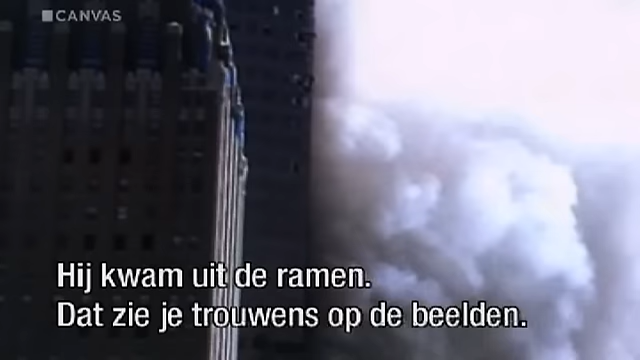 CANVAS
Hij kwam uit de ramen.
Dat zie je trouwens op de beelden.